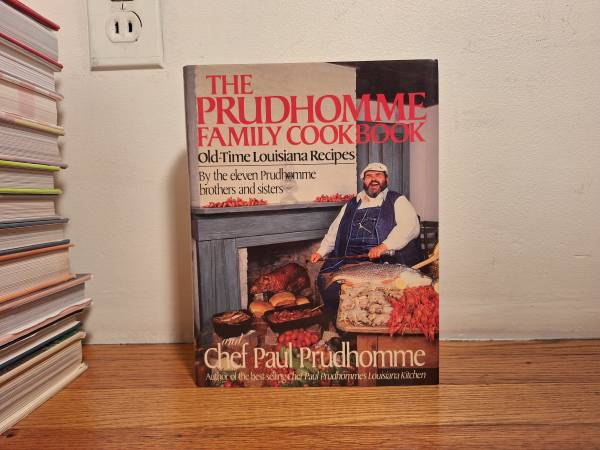 THE
PRUDHOMME
FAMILY COOKBOOK
Old-Time Louisiana Recipes
By the eleven Prudhomme
brothers and sisters
and
Chef Paul Prudhomme
Author of the best-selling Chef Paul Prudhomme's Louisiana Kitchen